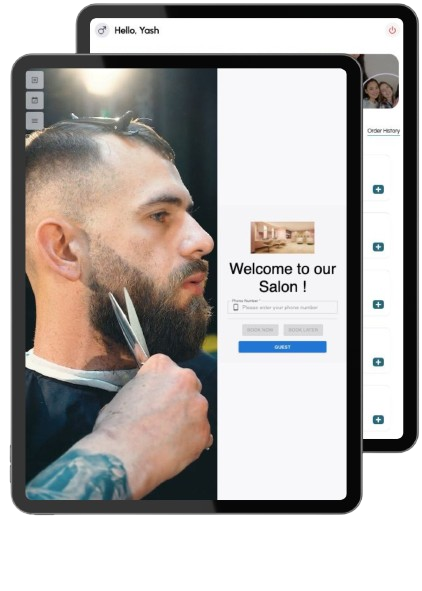 Hello, Yash
Order History
Welcome to our
Salon !
Phone Number *
Please enter your phone number
BOOK NOW
BOOK LATER
GUEST